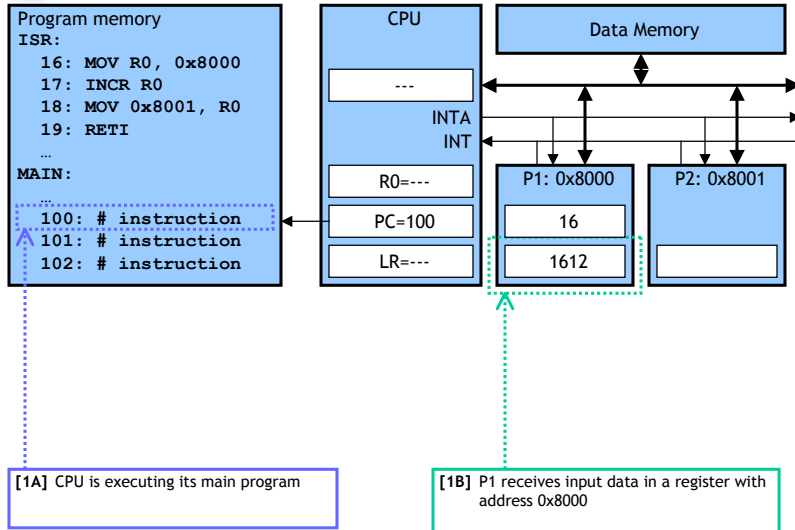 Program memory
ISR:
16: MOV R0, 0x8000
17: INCR R0
18: MOV 0x8001, R0
19: RETI
…
MAIN:
…
100: # instruction
101: # instruction
102: # instruction
CPU
---
INTA
INT
R0=---
PC=100
LR=---
Data Memory
P1: 0x8000
16
1612
P2: 0x8001
[1A] CPU is executing its main program
[1B] P1 receives input data in a register with
address 0x8000